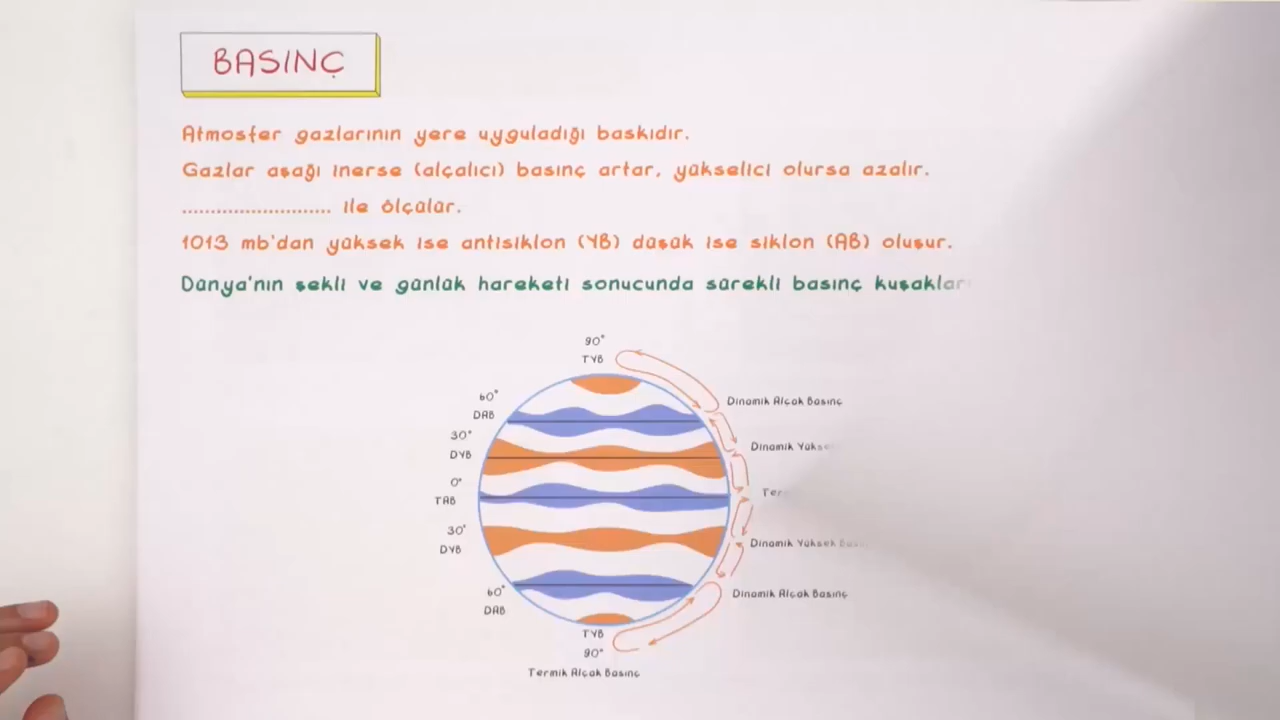 BASINÇ
Atmosfer gazlarının yere uyguladığı baskıdır.
Gazlar aşağı inerse (alçalıcı) basınç artar, yükselici olursa azalır.
......................... ile ölçülür.
1013 mb'dan yüksek ise antisiklon (YB) düşük ise siklon (AB) oluşur.
Dünya'nın şekli ve günlük hareketi sonucunda sürekli basınç
90°
TYB
60°
DAB
Dinamik Alçak Basınç
30°
DYB
Dinamik
0°
TAB
30°
DYB
Dinamik Yüksek
60°
DAB
Dinamik Alçak Basınç
TYB
90°
Termik Alçak Basınç